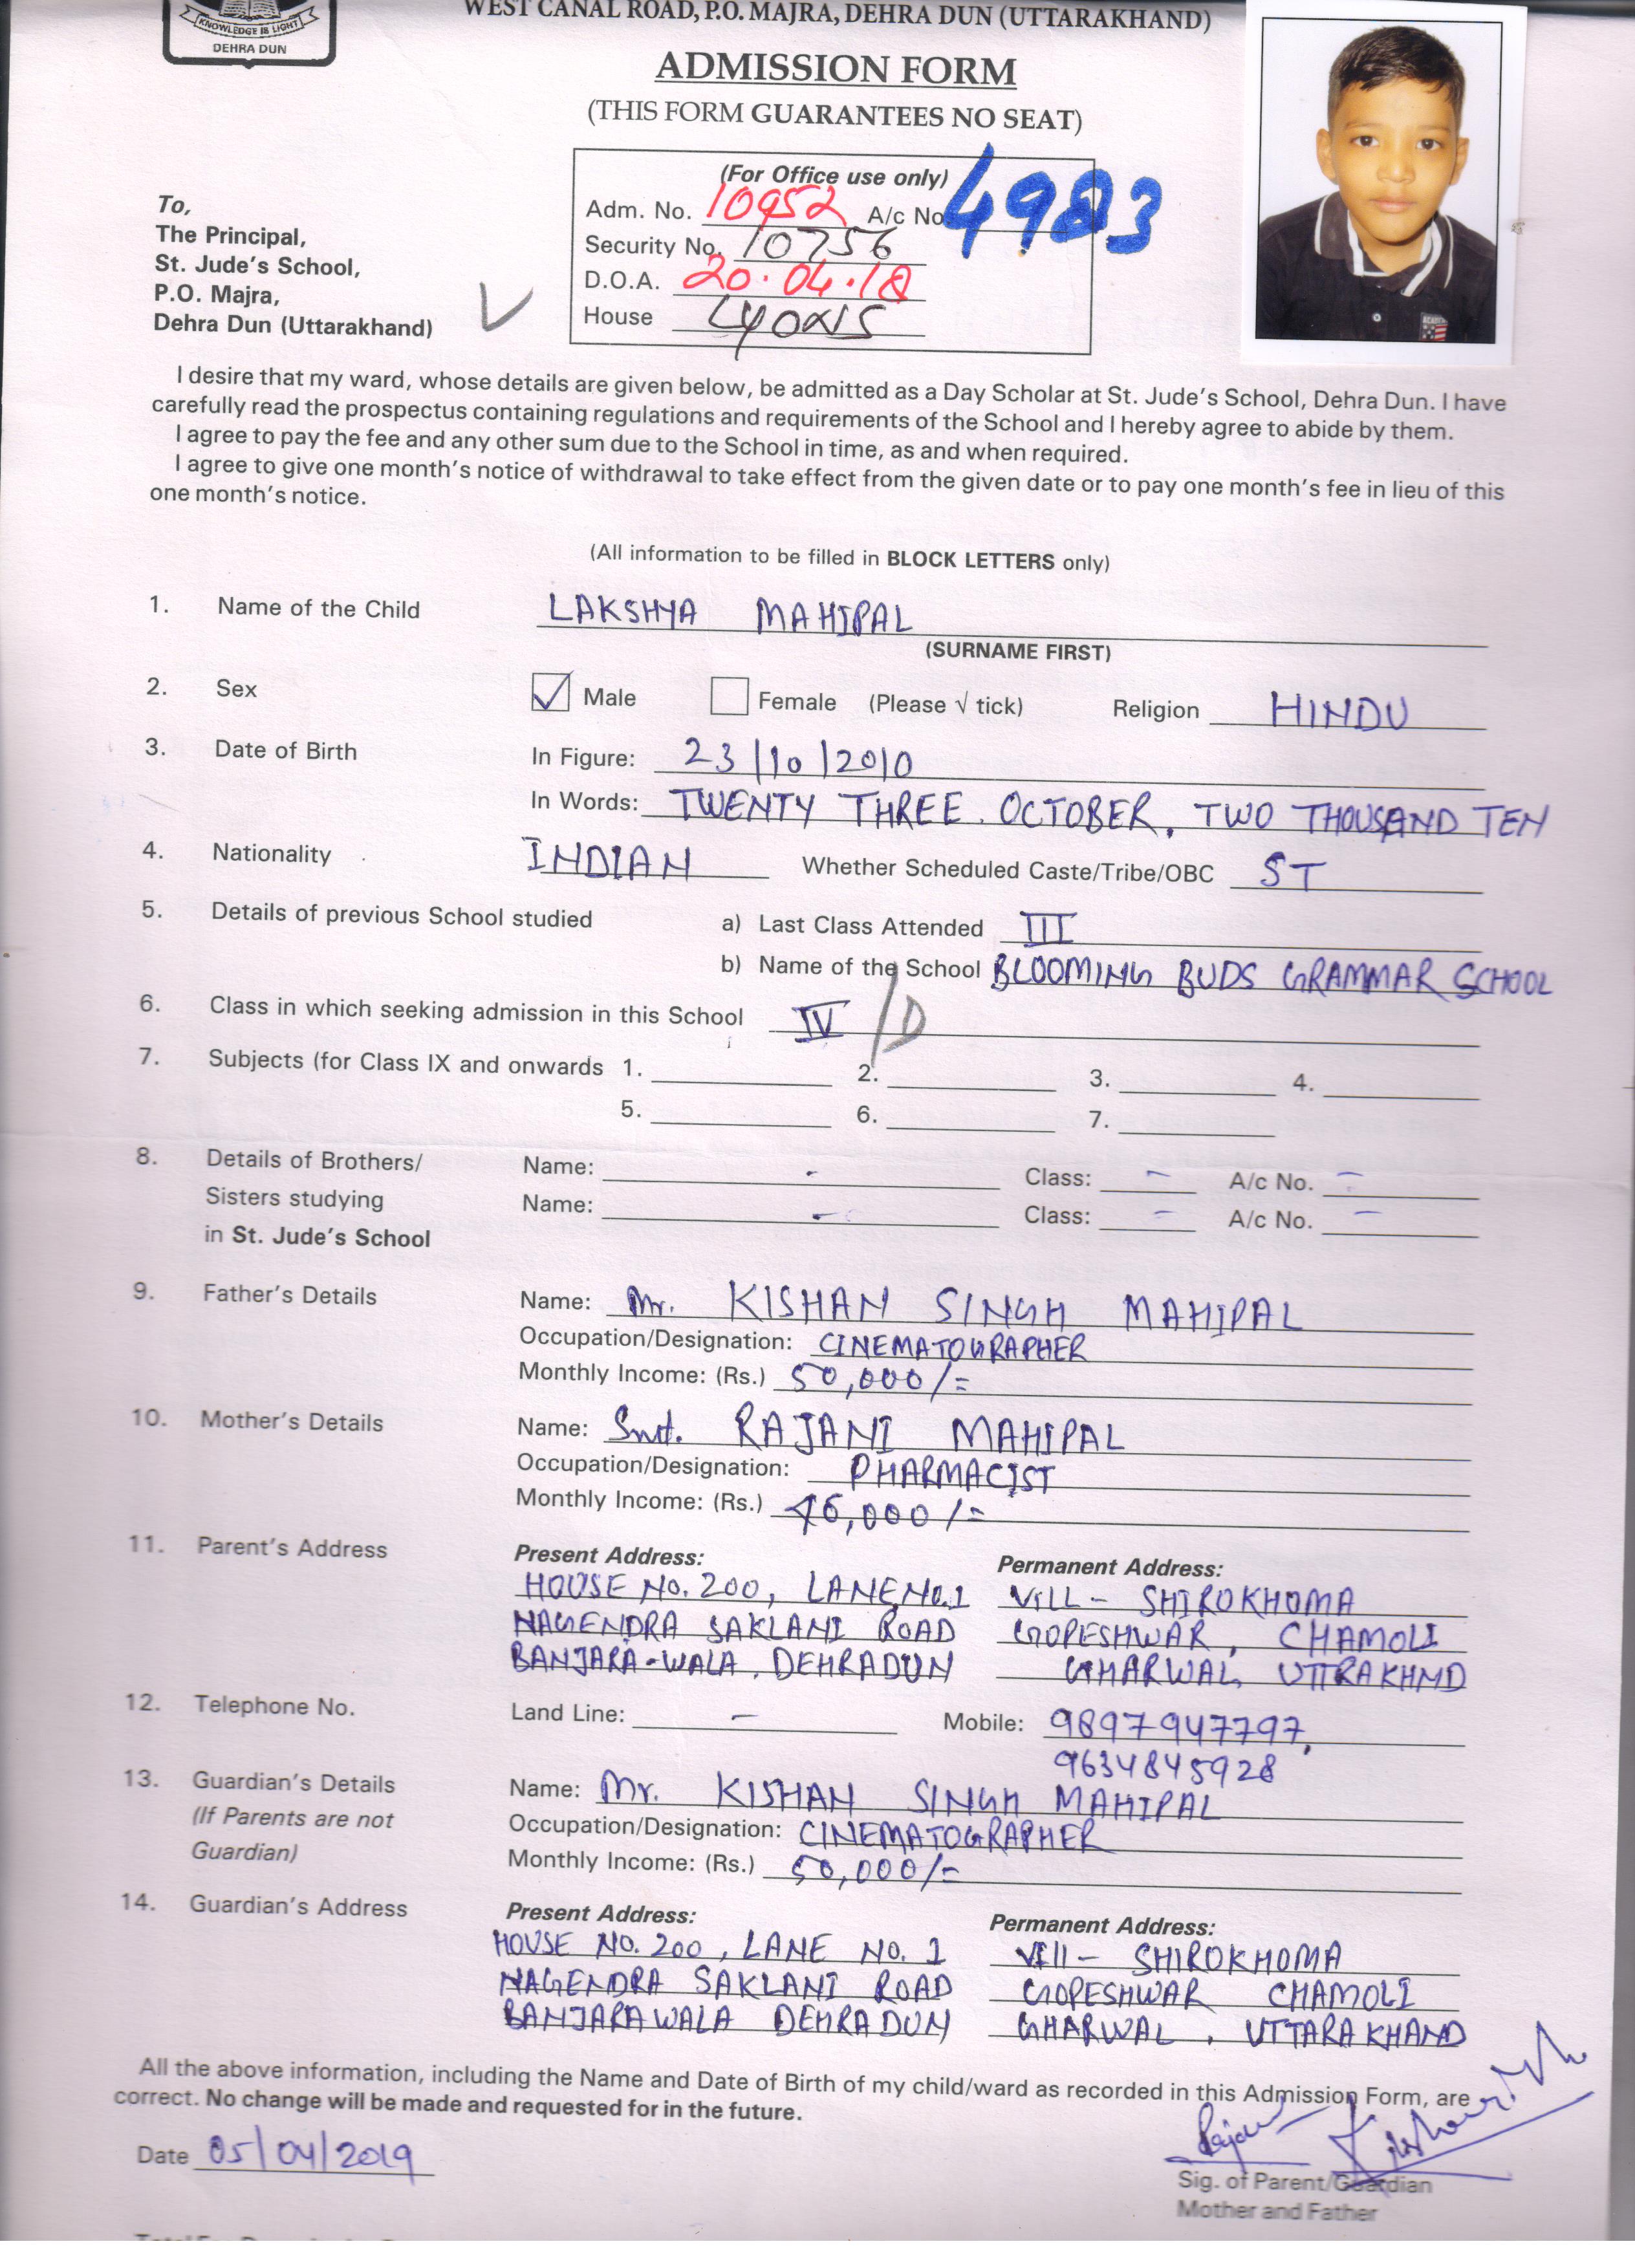 KNOWLEDGE IS LIGHT
DEHRA DUN
WEST CANAL ROAD, P.O. MAJRA, DEHRA DUN (UTTARAKHAND)
ADMISSION FORM
(THIS FORM GUARANTEES NO SEAT)
(For Office use only)
Adm. No. 10952 A/c No. 4983
Security No. 10756
D.O.A. 20.04.18
House Lyons
To,
The Principal,
St. Jude's School,
P.O. Majra,
Dehra Dun (Uttarakhand)
I desire that my ward, whose details are given below, be admitted as a Day Scholar at St. Jude's School, Dehra Dun. I have
carefully read the prospectus containing regulations and requirements of the School and I hereby agree to abide by them.
I agree to pay the fee and any other sum due to the School in time, as and when required.
I agree to give one month's notice of withdrawal to take effect from the given date or to pay one month's fee in lieu of this
one month's notice.
(All information to be filled in BLOCK LETTERS only)
1. Name of the Child LAKSHYA MAHIPAL
(SURNAME FIRST)
2. Sex Male Female (Please √ tick) Religion HINDU
3. Date of Birth In Figure: 23/10/2010
In Words: TWENTY THREE. OCTOBER, TWO THOUSAND TEN
4. Nationality INDIAN Whether Scheduled Caste/Tribe/OBC ST
5. Details of previous School studied a) Last Class Attended III
b) Name of the School BLOOMING BUDS GRAMMAR SCHOOL
6. Class in which seeking admission in this School IV /D
7. Subjects (for Class IX and onwards 1. 2. 3. 4.
5. 6. 7.
8. Details of Brothers/ Name: - Class: - A/c No. -
Sisters studying Name: - Class: - A/c No. -
in St. Jude's School
9. Father's Details Name: Mr. KISHAN SINGH MAHIPAL
Occupation/Designation: CINEMATOGRAPHER
Monthly Income: (Rs.) 50,000/=
10. Mother's Details Name: Smt. RAJANI MAHIPAL
Occupation/Designation: PHARMACIST
Monthly Income: (Rs.) 46,000/=
11. Parent's Address Present Address: Permanent Address:
HOUSE NO. 200, LANE NO.1 VILL - SHIROKHOMA
NAGENDRA SAKLANI ROAD GOPESHWAR, CHAMOLI
BANJARA-WALA, DEHRADUN GHARWAL, UTTRAKHND
12. Telephone No. Land Line: - Mobile: 9897947797,
9634845928
13. Guardian's Details Name: Mr. KISHAN SINGH MAHIPAL
(If Parents are not Occupation/Designation: CINEMATOGRAPHER
Guardian) Monthly Income: (Rs.) 50,000/=
14. Guardian's Address Present Address: Permanent Address:
HOUSE NO. 200, LANE NO. 1 Vill - SHIROKHOMA
NAGENDRA SAKLANI ROAD GOPESHWAR CHAMOLI
BANJARAWALA DEHRADUN GHARWAL, UTTARAKHAND
All the above information, including the Name and Date of Birth of my child/ward as recorded in this Admission Form, are
correct. No change will be made and requested for in the future.
Date 05/04/2019
Sig. of Parent/Guardian
Mother and Father